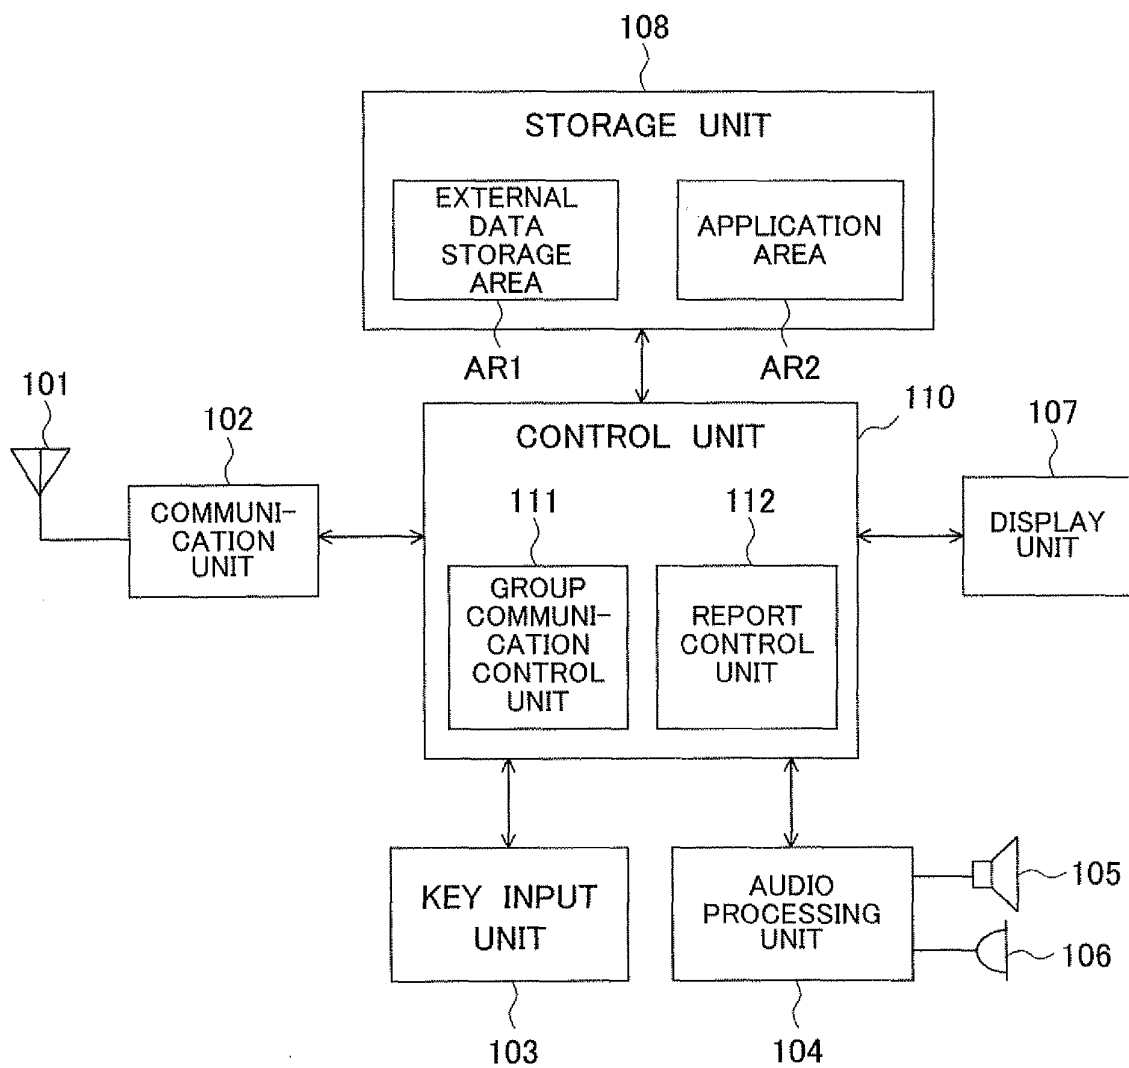 108
STORAGE UNIT
EXTERNAL
DATA
STORAGE
AREA
APPLICATION
AREA
AR1
AR2
101
102
COMMUNI-
CATION
UNIT
110
CONTROL UNIT
111
GROUP
COMMUNI-
CATION
CONTROL
UNIT
112
REPORT
CONTROL
UNIT
107
DISPLAY
UNIT
KEY INPUT
UNIT
103
AUDIO
PROCESSING
UNIT
104
105
106